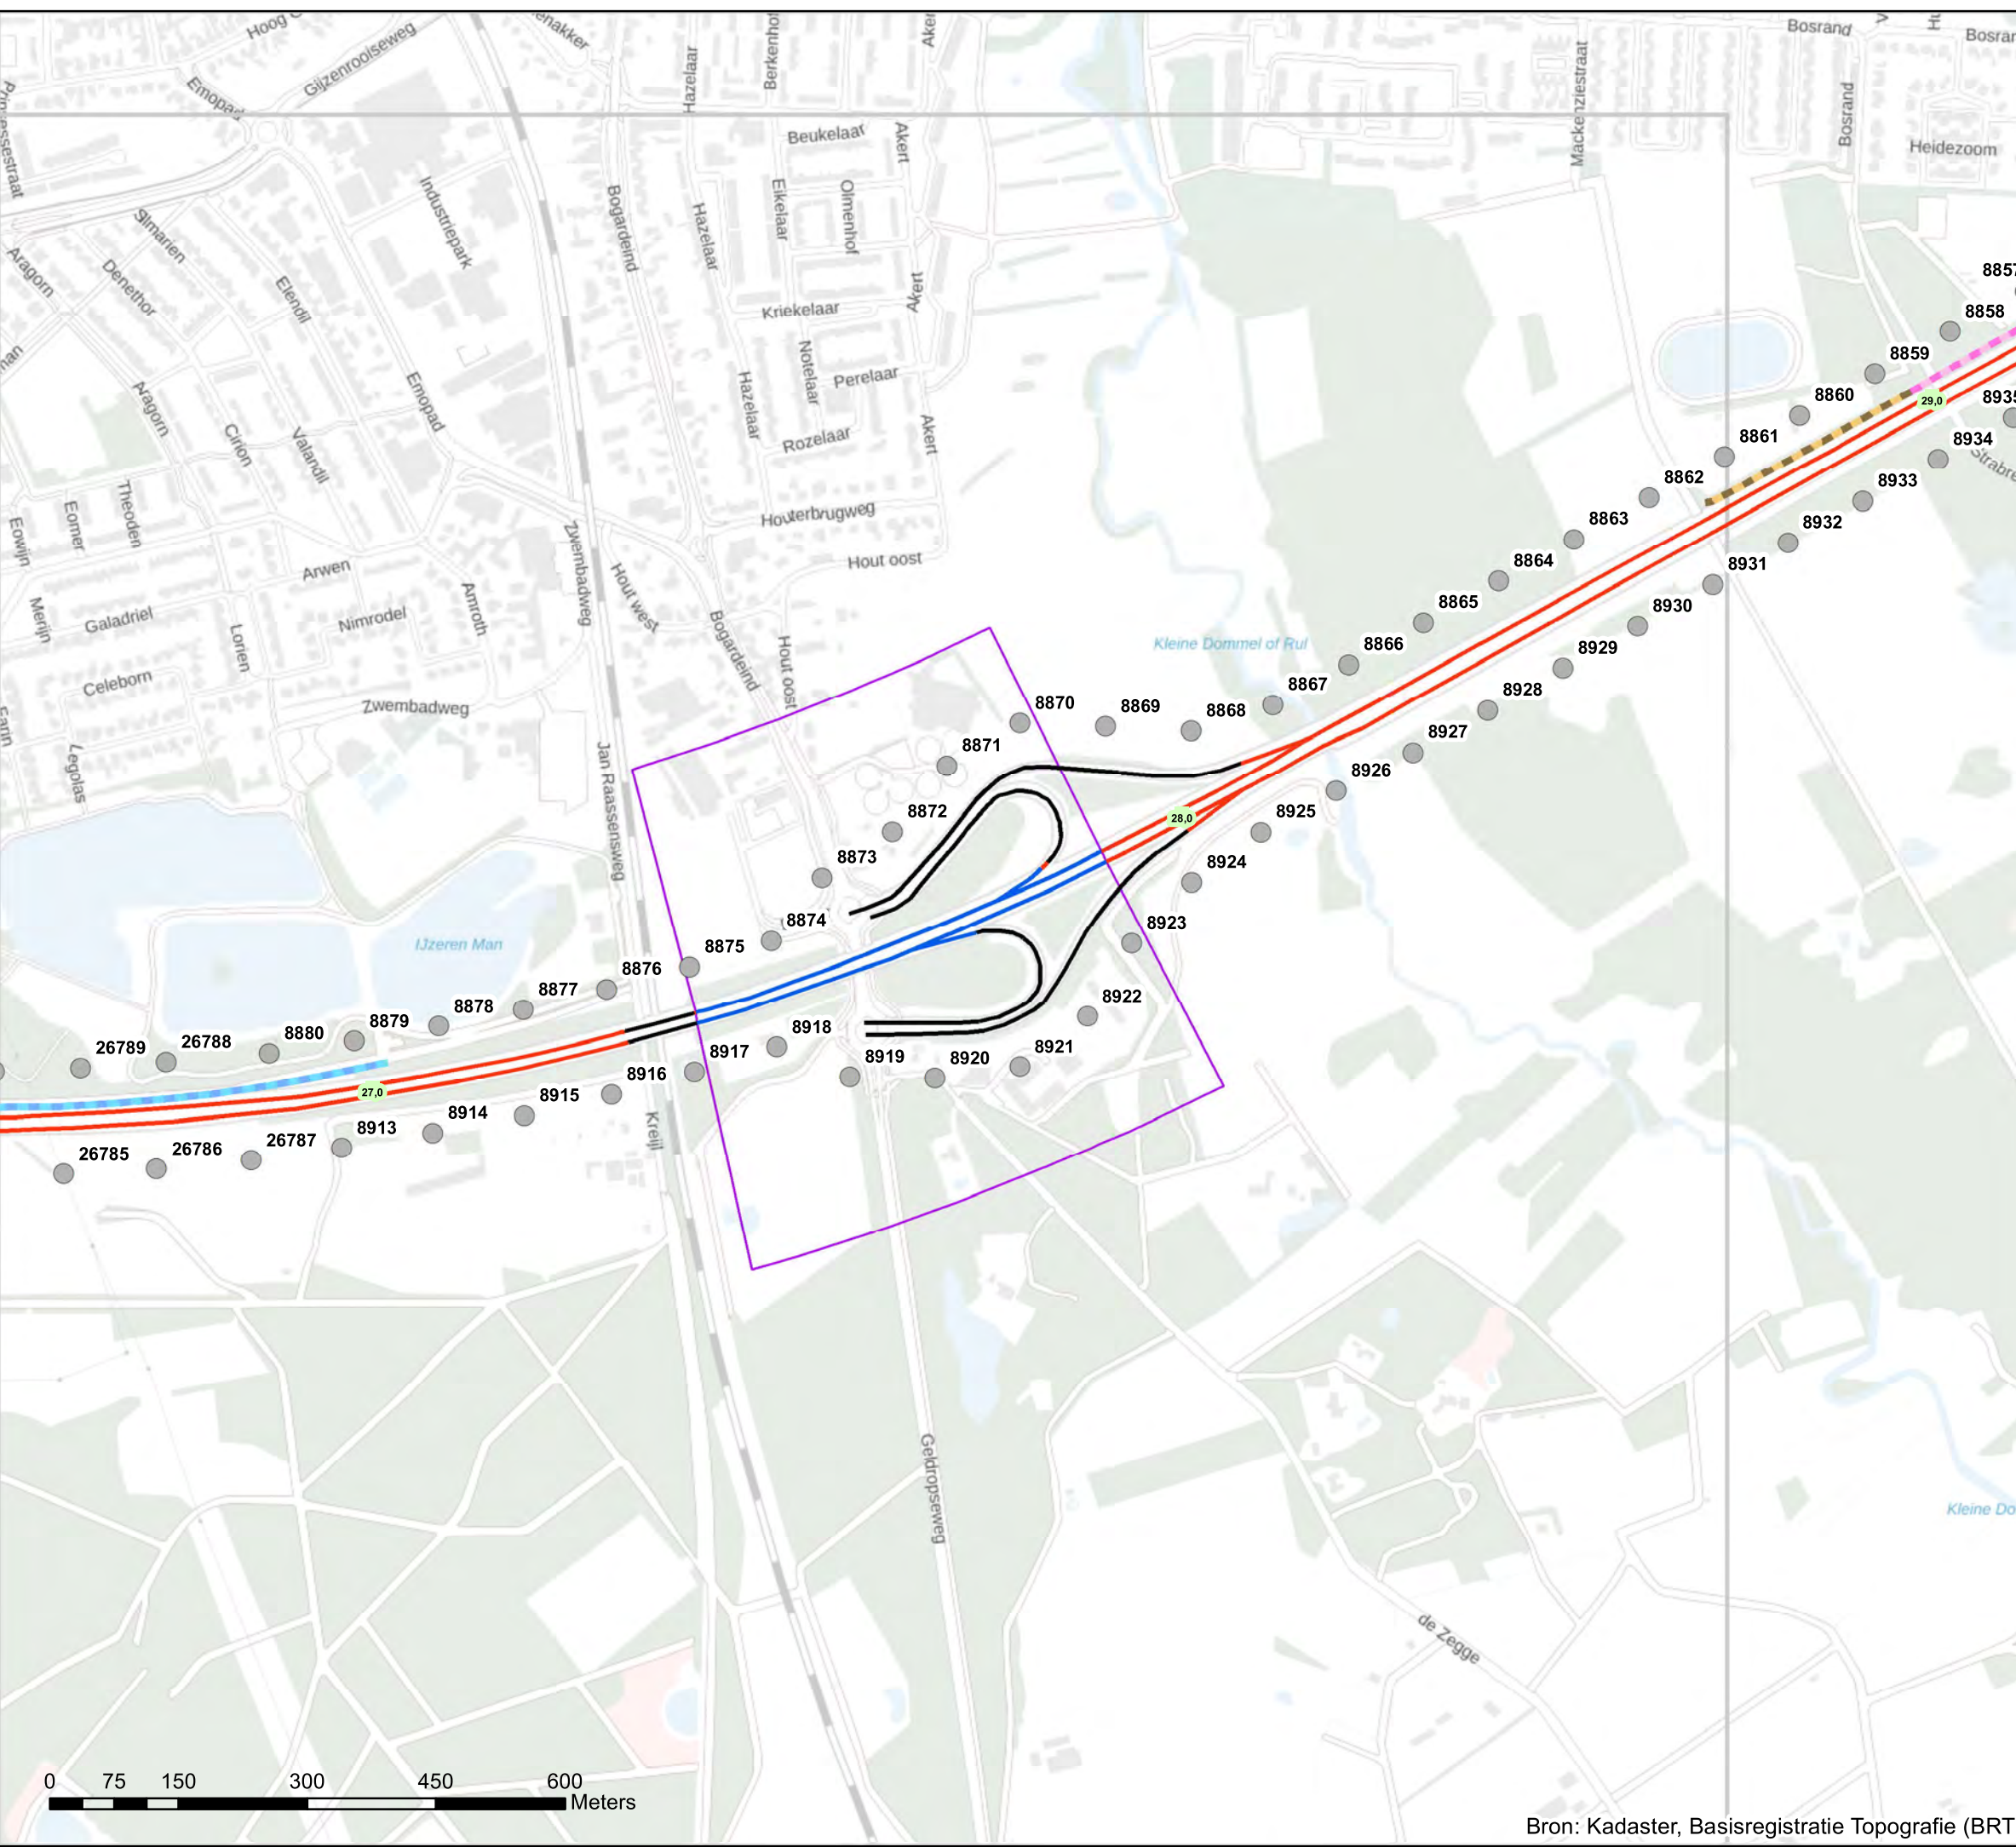 Gijzenrooiseweg
Emopad
Hazelaar
Berkenhof
Mackenziestraat
Bosrand
Bosrand
Heidezoom
Beukelaar
Akert
Industriepark
Bogardeind
Hazelaar
Eikelaar
Olmenhof
Silmarien
Aragorn
Denethor
Elendil
Akert
Kriekelaar
Notelaar
Perelaar
Hazelaar
Rozelaar
Akert
Emopad
Aragorn
Cirion
Valandil
Theoden
Eomer
Eowijn
Houterbrugweg
Hout oost
Zwembadweg
Hout west
Arwen
Amroth
Galadriel
Nimrodel
Merijn
Lorien
Celeborn
Zwembadweg
Bogardeind
Hout oost
Legolas
Jan Raassensweg
Kleine Dommel of Rul
IJzeren Man
8858
8859
8860
8861
8862
8863
8864
8865
8866
8867
8868
8869
8870
8871
8872
8873
8874
8875
8876
8877
8878
8879
8880
26788
26789
29,0
28,0
27,0
8934
8933
8932
8931
8930
8929
8928
8927
8926
8925
8924
8923
8922
8921
8920
8919
8918
8917
8916
8915
8914
8913
26787
26786
26785
Kreijl
Geldropseweg
de Zegge
Kleine Do
0 75 150 300 450 600
Meters
Bron: Kadaster, Basisregistratie Topografie (BRT